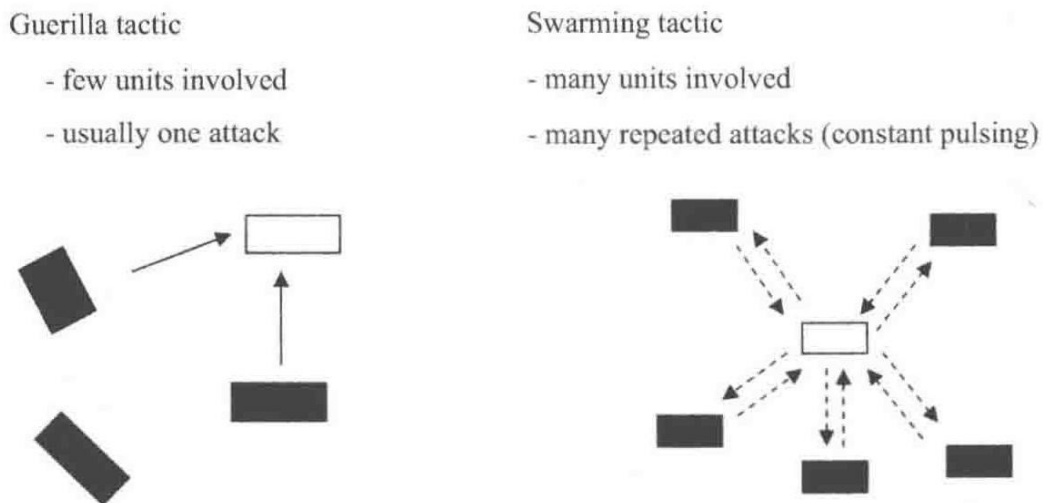 Guerilla tactic
- few units involved
- usually one attack
Swarming tactic
- many units involved
- many repeated attacks (constant pulsing)